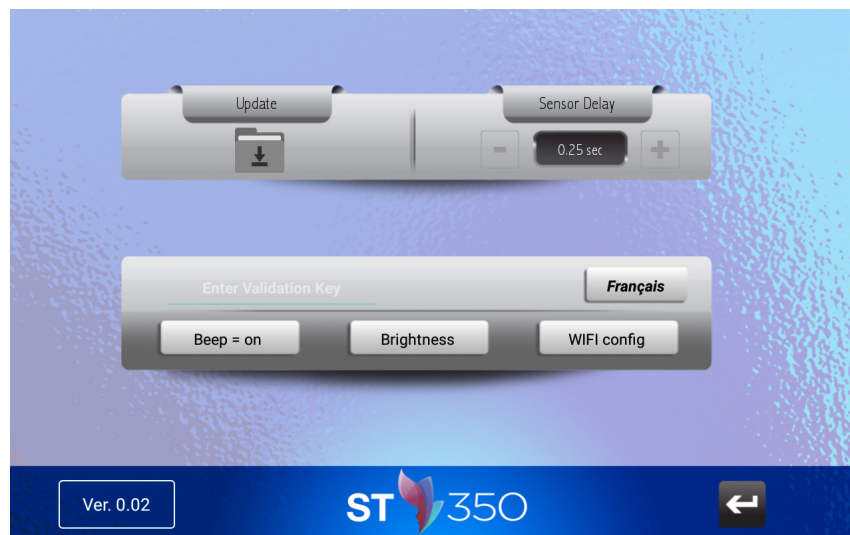 Update
Sensor Delay
- 0.25 sec +
Enter Validation Key
Français
Beep = on
Brightness
WIFI config
Ver. 0.02
ST 350